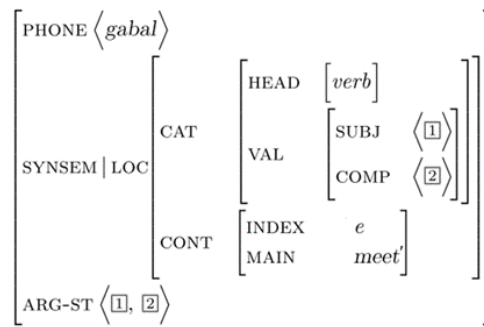 PHONE ⟨gabal⟩
HEAD [verb]
CAT
SUBJ ⟨1⟩
VAL
SYNSEM|LOC
COMP ⟨2⟩
INDEX e
CONT
MAIN meet'
ARG-ST ⟨1, 2⟩